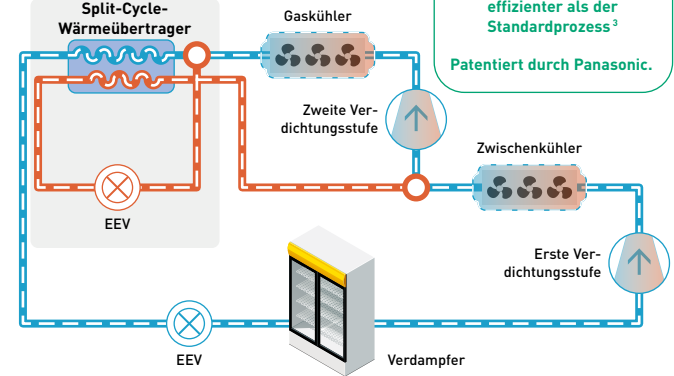 Split-Cycle-
Wärmeübertrager
Gaskühler
effizienter als der
Standardprozess³
Patentiert durch Panasonic.
Zweite Ver-
dichtungsstufe
Zwischenkühler
EEV
Erste Ver-
dichtungsstufe
EEV
Verdampfer